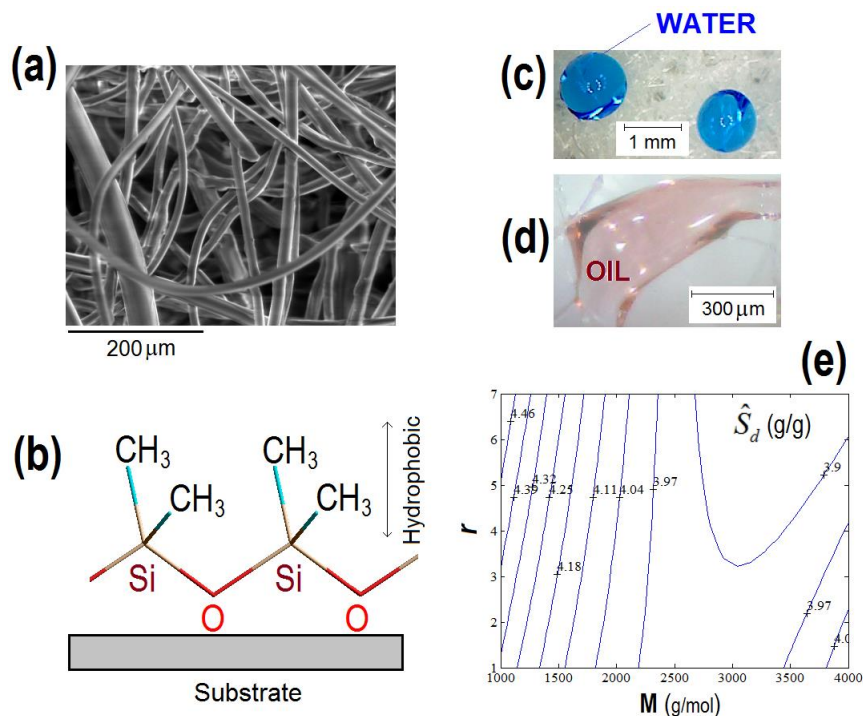 (a)
200 μm
(b)
CH3
CH3
CH3
CH3
Hydrophobic
Si
Si
O
O
Substrate
WATER
(c)
1 mm
(d)
OIL
300 μm
(e)
Ŝd (g/g)
7
6
5
4
3
2
1
r
4.46
4.39
4.32
4.25
4.18
4.11
4.04
3.97
3.9
3.97
4.0
1000 1500 2000 2500 3000 3500 4000
M (g/mol)